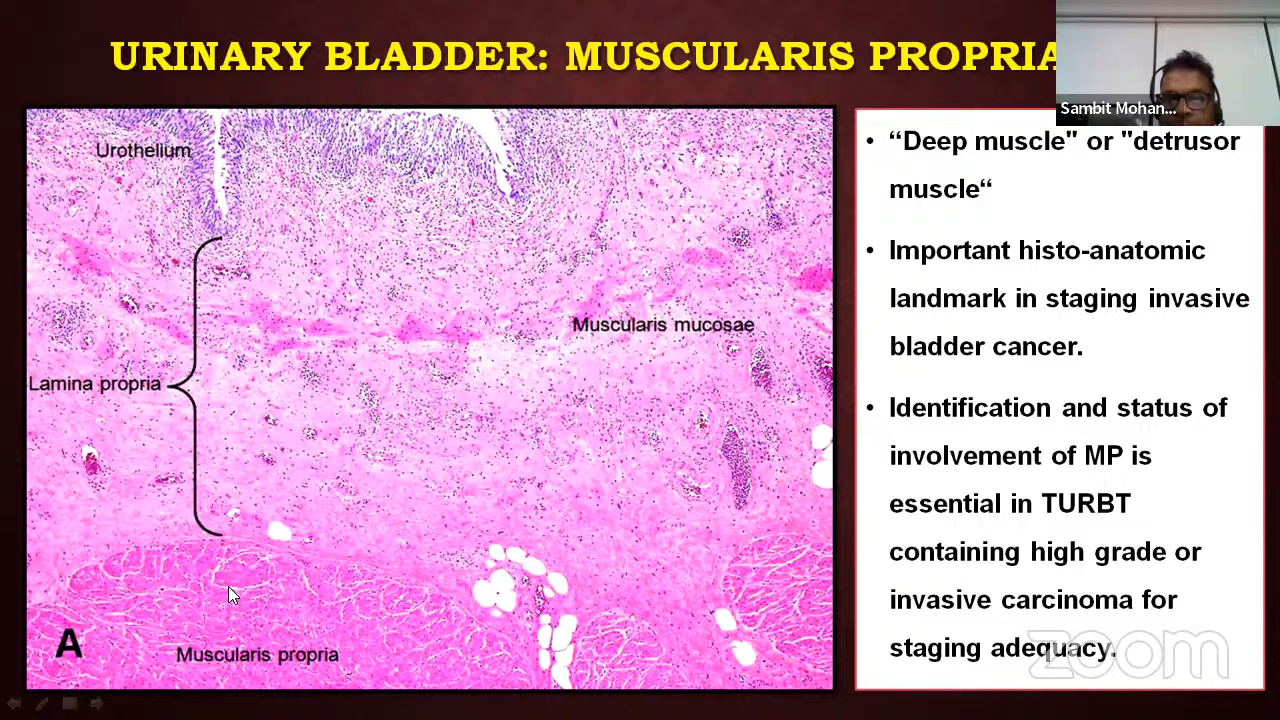 URINARY BLADDER: MUSCULARIS PROPRIA
Sambit Mohan...
Urothelium
Muscularis mucosae
Lamina propria
Muscularis propria
A
• “Deep muscle" or "detrusor
muscle“
• Important histo-anatomic
landmark in staging invasive
bladder cancer.
• Identification and status of
involvement of MP is
essential in TURBT
containing high grade or
invasive carcinoma for
staging adequacy.
zoom